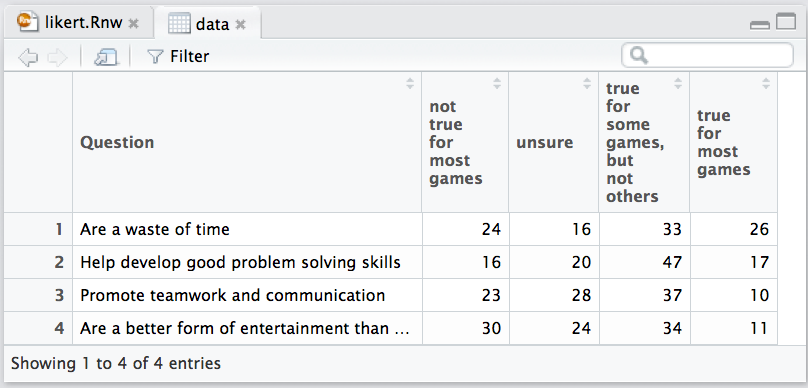 likert.Rnw data
Filter
Question not true for most games unsure true for some games, but not others true for most games
1 Are a waste of time 24 16 33 26
2 Help develop good problem solving skills 16 20 47 17
3 Promote teamwork and communication 23 28 37 10
4 Are a better form of entertainment than ... 30 24 34 11
Showing 1 to 4 of 4 entries